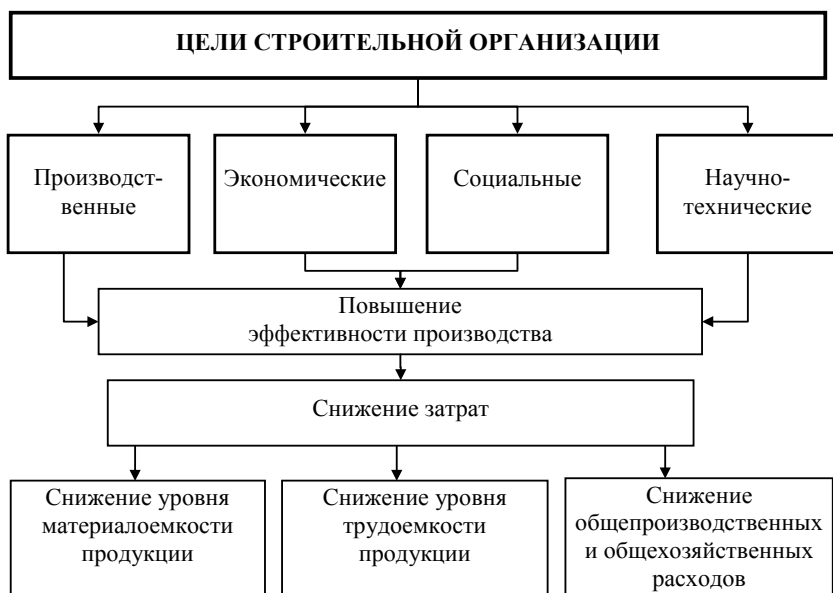 ЦЕЛИ СТРОИТЕЛЬНОЙ ОРГАНИЗАЦИИ
Производст-
венные
Экономические
Социальные
Научно-
технические
Повышение
эффективности производства
Снижение затрат
Снижение уровня
материалоемкости
продукции
Снижение уровня
трудоемкости
продукции
Снижение
общепроизводственных
и общехозяйственных
расходов